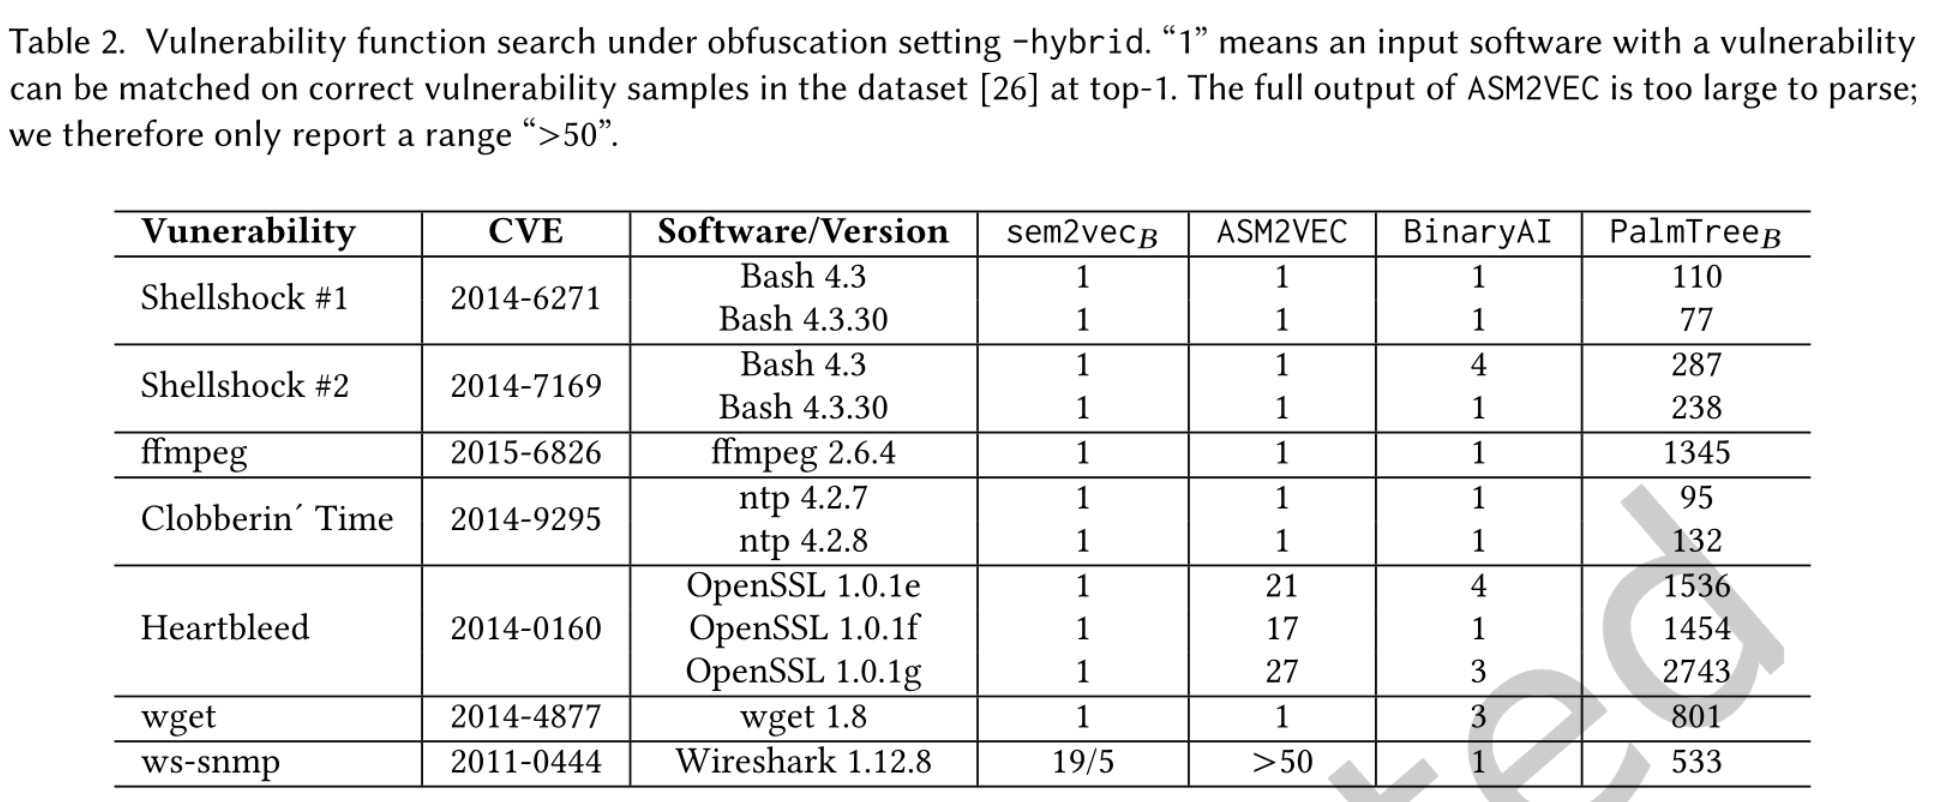 Table 2. Vulnerability function search under obfuscation setting -hybrid. “1” means an input software with a vulnerability
can be matched on correct vulnerability samples in the dataset [26] at top-1. The full output of ASM2VEC is too large to parse;
we therefore only report a range “>50”.
Vunerability CVE Software/Version sem2vecB ASM2VEC BinaryAI PalmTreeB
Shellshock #1 2014-6271 Bash 4.3 1 1 1 110
Bash 4.3.30 1 1 1 77
Shellshock #2 2014-7169 Bash 4.3 1 1 4 287
Bash 4.3.30 1 1 1 238
ffmpeg 2015-6826 ffmpeg 2.6.4 1 1 1 1345
Clobberin´ Time 2014-9295 ntp 4.2.7 1 1 1 95
ntp 4.2.8 1 1 1 132
OpenSSL 1.0.1e 1 21 4 1536
Heartbleed 2014-0160 OpenSSL 1.0.1f 1 17 1 1454
OpenSSL 1.0.1g 1 27 3 2743
wget 2014-4877 wget 1.8 1 1 3 801
ws-snmp 2011-0444 Wireshark 1.12.8 19/5 >50 1 533